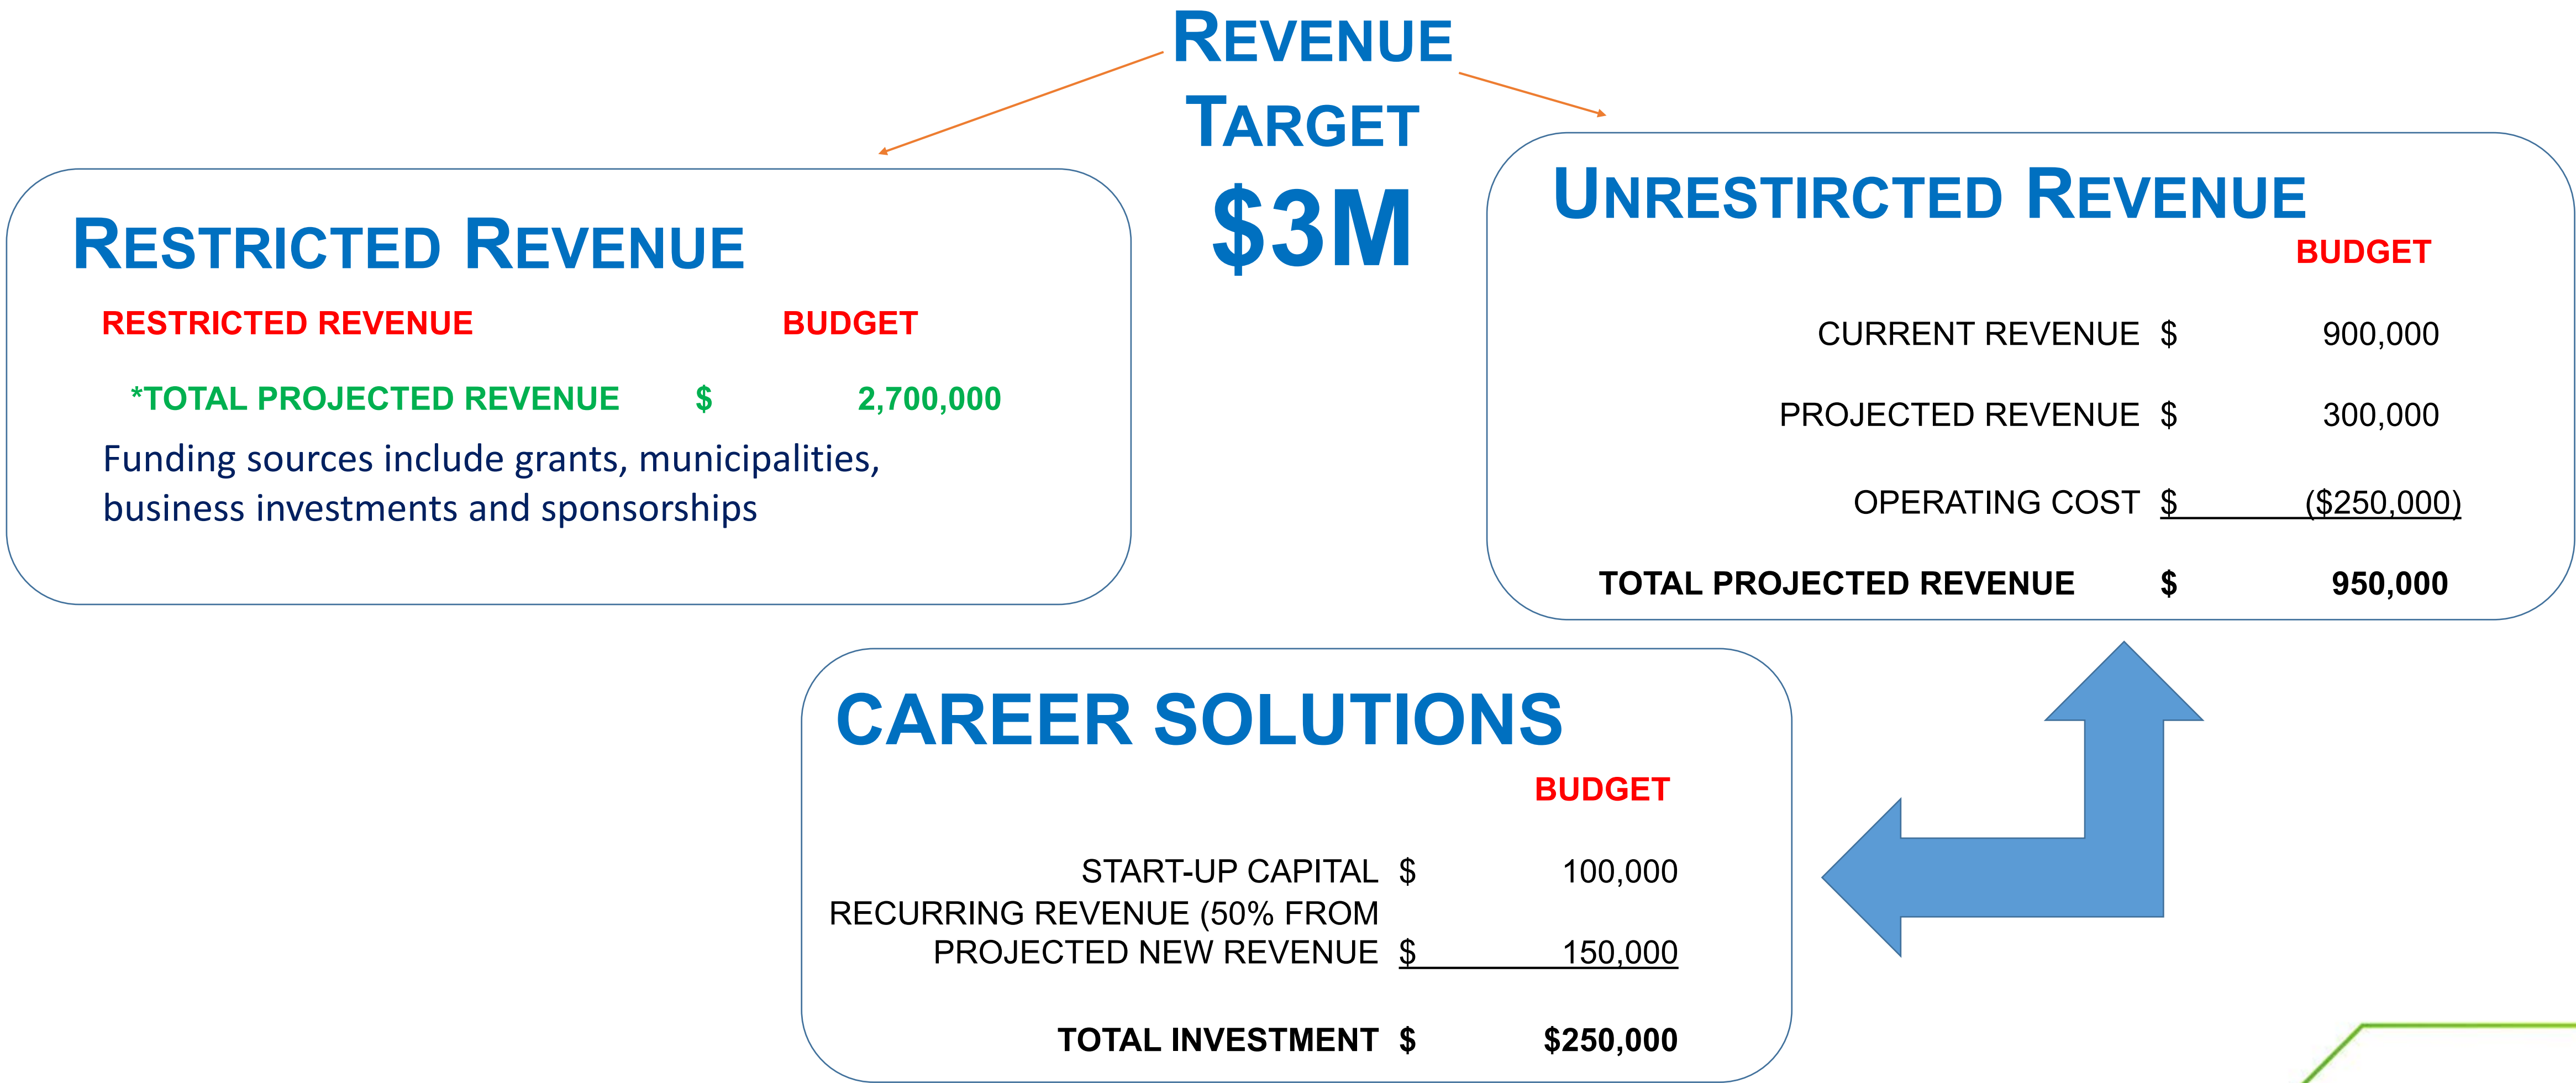 REVENUE
TARGET
$3M
RESTRICTED REVENUE
RESTRICTED REVENUE BUDGET
*TOTAL PROJECTED REVENUE $ 2,700,000
Funding sources include grants, municipalities,
business investments and sponsorships
UNRESTIRCTED REVENUE
BUDGET
CURRENT REVENUE $ 900,000
PROJECTED REVENUE $ 300,000
OPERATING COST $ ($250,000)
TOTAL PROJECTED REVENUE $ 950,000
CAREER SOLUTIONS
BUDGET
START-UP CAPITAL $ 100,000
RECURRING REVENUE (50% FROM
PROJECTED NEW REVENUE $ 150,000
TOTAL INVESTMENT $ $250,000